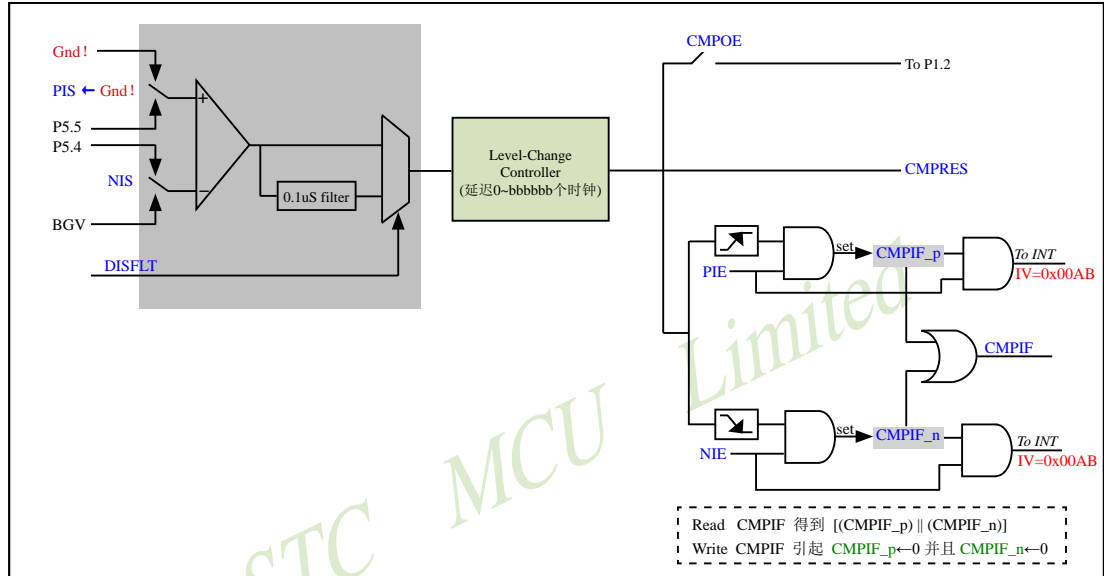 Gnd !
PIS ← Gnd !
P5.5
P5.4
NIS
BGV
DISFLT
+
−
0.1uS filter
Level-Change
Controller
(延迟0~bbbbbb个时钟)
CMPOE
To P1.2
CMPRES
PIE
set
CMPIF_p
To INT
IV=0x00AB
CMPIF
NIE
set
CMPIF_n
To INT
IV=0x00AB
Read CMPIF 得到 [(CMPIF_p) || (CMPIF_n)]
Write CMPIF 引起 CMPIF_p←0 并且 CMPIF_n←0
STC MCU Limited